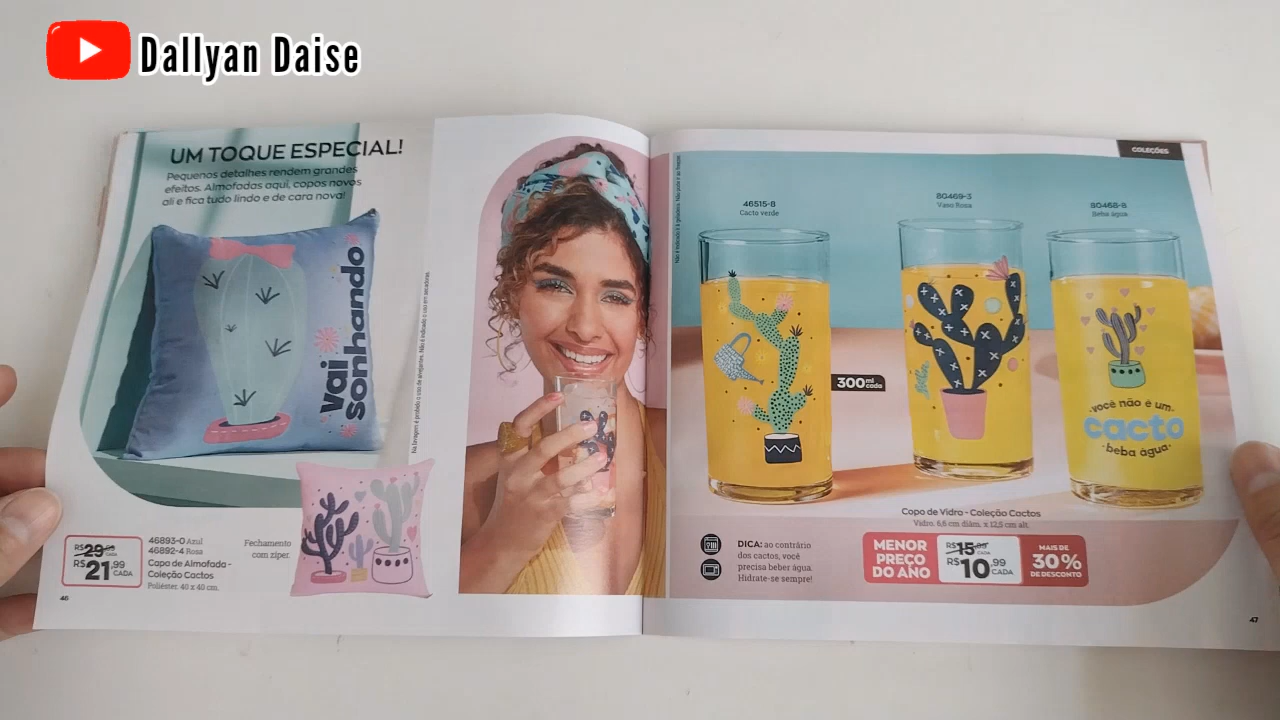 Dallyan Daise
UM TOQUE ESPECIAL!
Pequenos detalhes rendem grandes
efeitos. Almofadas aqui, copos novos
ali e fica tudo lindo e de cara nova!
Vai
Sonhando
R$29,99 CADA
R$21,99 CADA
46893-0 Azul
46892-4 Rosa
Capa de Almofada -
Coleção Cactos
Poliéster. 40 x 40 cm.
Fechamento
com zíper.
46
COLEÇÕES
46515-8
Cacto verde
80469-3
Vaso Rosa
80468-8
Beba água
300 ml
cada
você não é um
cacto
beba água
Copo de Vidro - Coleção Cactos
Vidro. 6,6 cm diâm. x 12,5 cm alt.
DICA: ao contrário
dos cactos, você
precisa beber água.
Hidrate-se sempre!
MENOR
PREÇO
DO ANO
R$15,99 CADA
R$10,99 CADA
MAIS DE
30%
DE DESCONTO
47